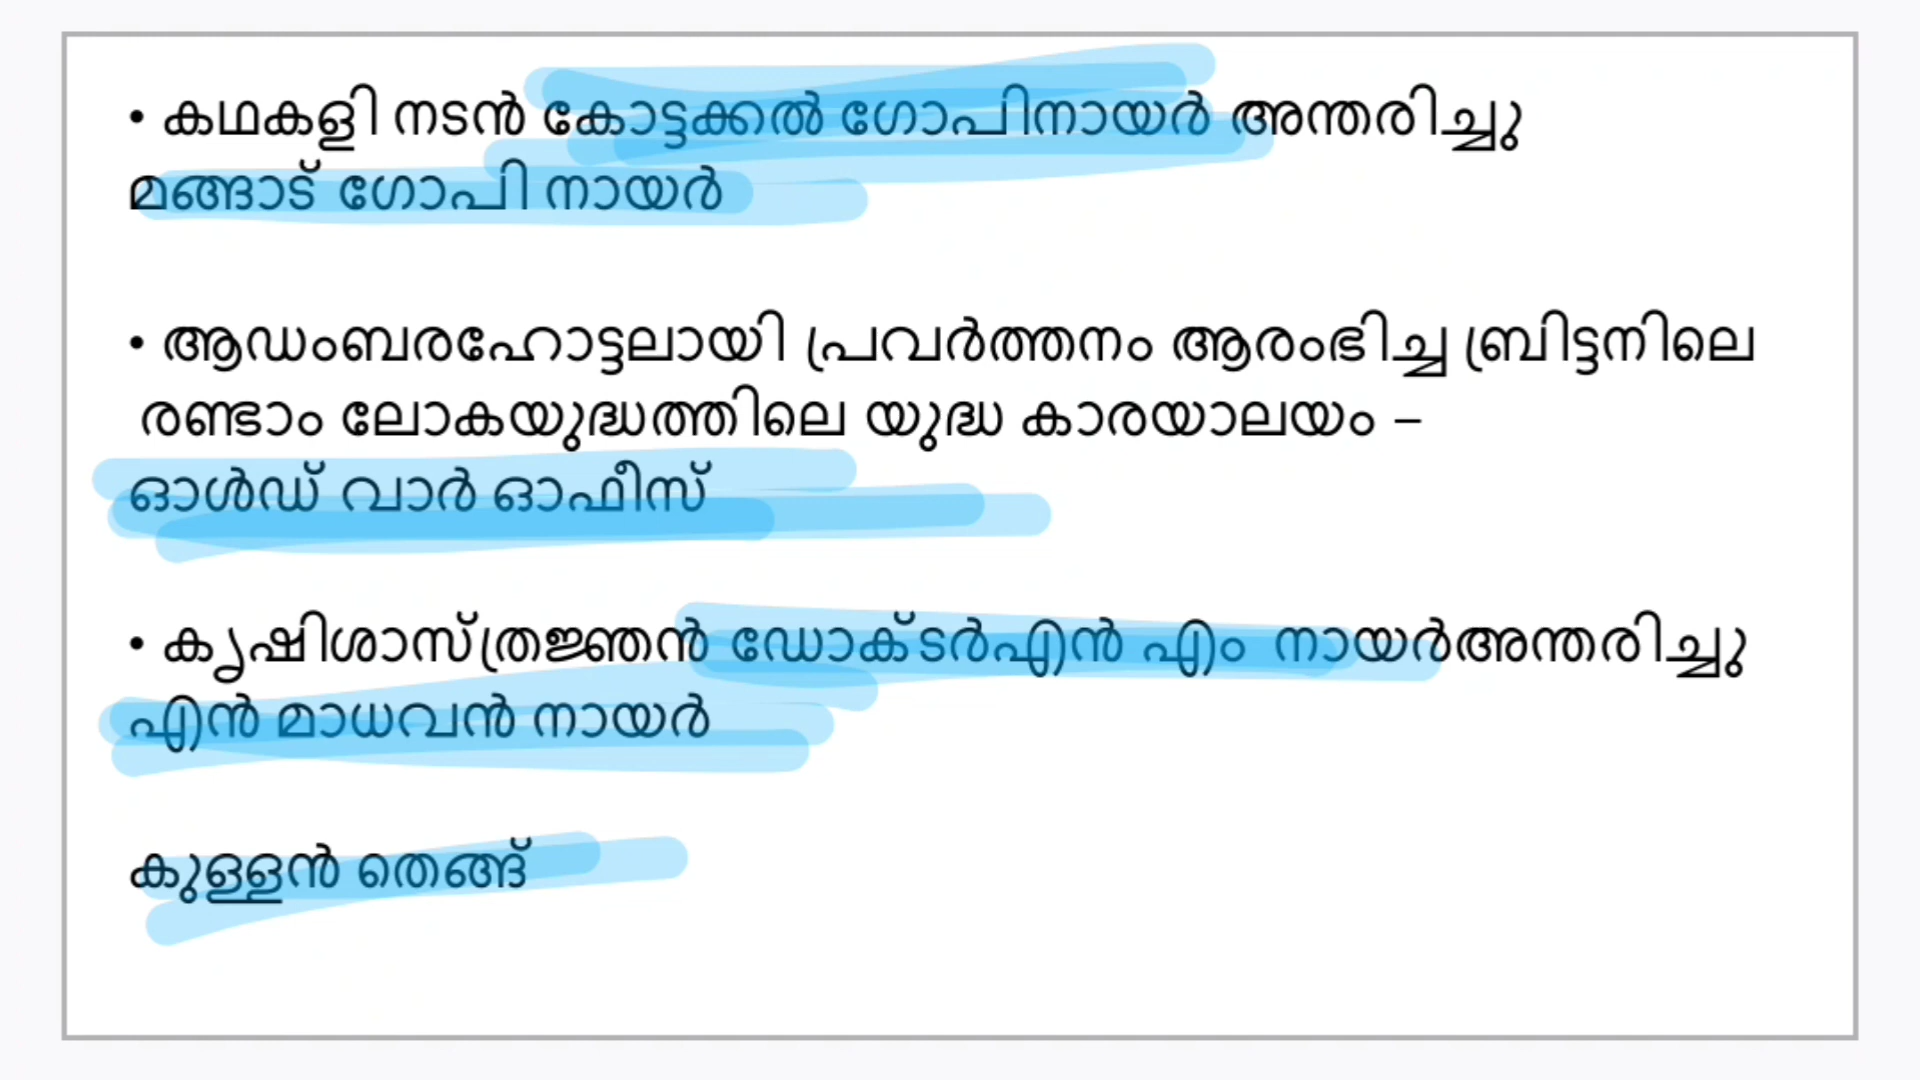 • കഥകളി നടൻ കോട്ടക്കൽ ഗോപിനായർ അന്തരിച്ചു
മങ്ങാട് ഗോപി നായർ
• ആഡംബരഹോട്ടലായി പ്രവർത്തനം ആരംഭിച്ച ബ്രിട്ടനിലെ
രണ്ടാം ലോകയുദ്ധത്തിലെ യുദ്ധ കാരയാലയം –
ഓൾഡ് വാർ ഓഫീസ്
• കൃഷിശാസ്ത്രജ്ഞൻ ഡോക്ടർഎൻ എം നായർഅന്തരിച്ചു
എൻ മാധവൻ നായർ
കുള്ളൻ തെങ്ങ്